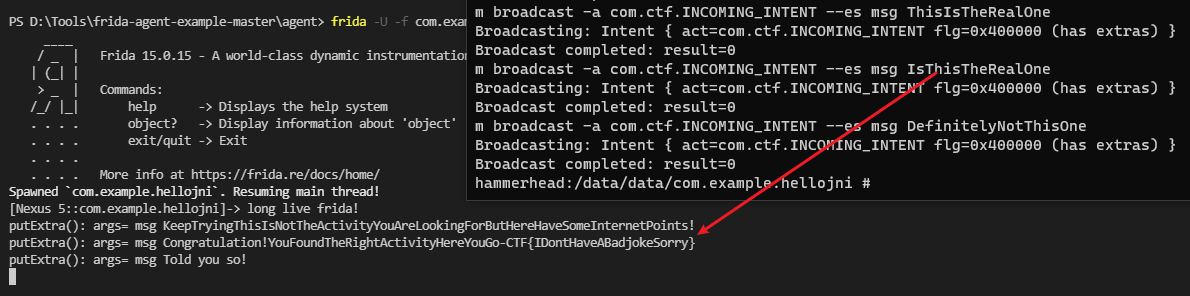 PS D:\Tools\frida-agent-example-master\agent> frida -U -f com.exam
     ____
    / _  |   Frida 15.0.15 - A world-class dynamic instrumentation
   | (_| |
    > _  |   Commands:
   /_/ |_|       help      -> Displays the help system
   . . . .       object?   -> Display information about 'object'
   . . . .       exit/quit -> Exit
   . . . .
   . . . .   More info at https://frida.re/docs/home/
Spawned `com.example.hellojni`. Resuming main thread!
[Nexus 5::com.example.hellojni]-> long live frida!
putExtra(): args= msg KeepTryingThisIsNotTheActivityYouAreLookingForButHereHaveSomeInternetPoints!
putExtra(): args= msg Congratulation!YouFoundTheRightActivityHereYouGo-CTF{IDontHaveABadjokeSorry}
putExtra(): args= msg Told you so!
m broadcast -a com.ctf.INCOMING_INTENT --es msg ThisIsTheRealOne
Broadcasting: Intent { act=com.ctf.INCOMING_INTENT flg=0x400000 (has extras) }
Broadcast completed: result=0
m broadcast -a com.ctf.INCOMING_INTENT --es msg IsThisTheRealOne
Broadcasting: Intent { act=com.ctf.INCOMING_INTENT flg=0x400000 (has extras) }
Broadcast completed: result=0
m broadcast -a com.ctf.INCOMING_INTENT --es msg DefinitelyNotThisOne
Broadcasting: Intent { act=com.ctf.INCOMING_INTENT flg=0x400000 (has extras) }
Broadcast completed: result=0
hammerhead:/data/data/com.example.hellojni #